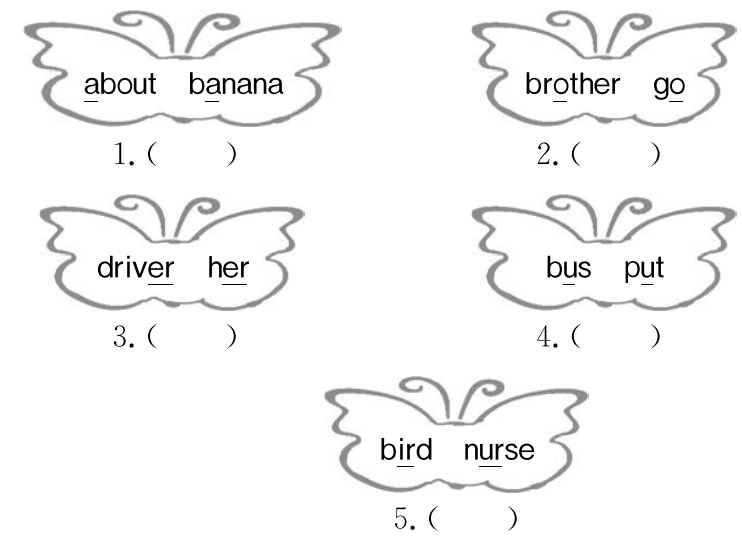 about banana
brother go
1.(  )
2.(  )
driver her
bus put
3.(  )
4.(  )
bird nurse
5.(  )